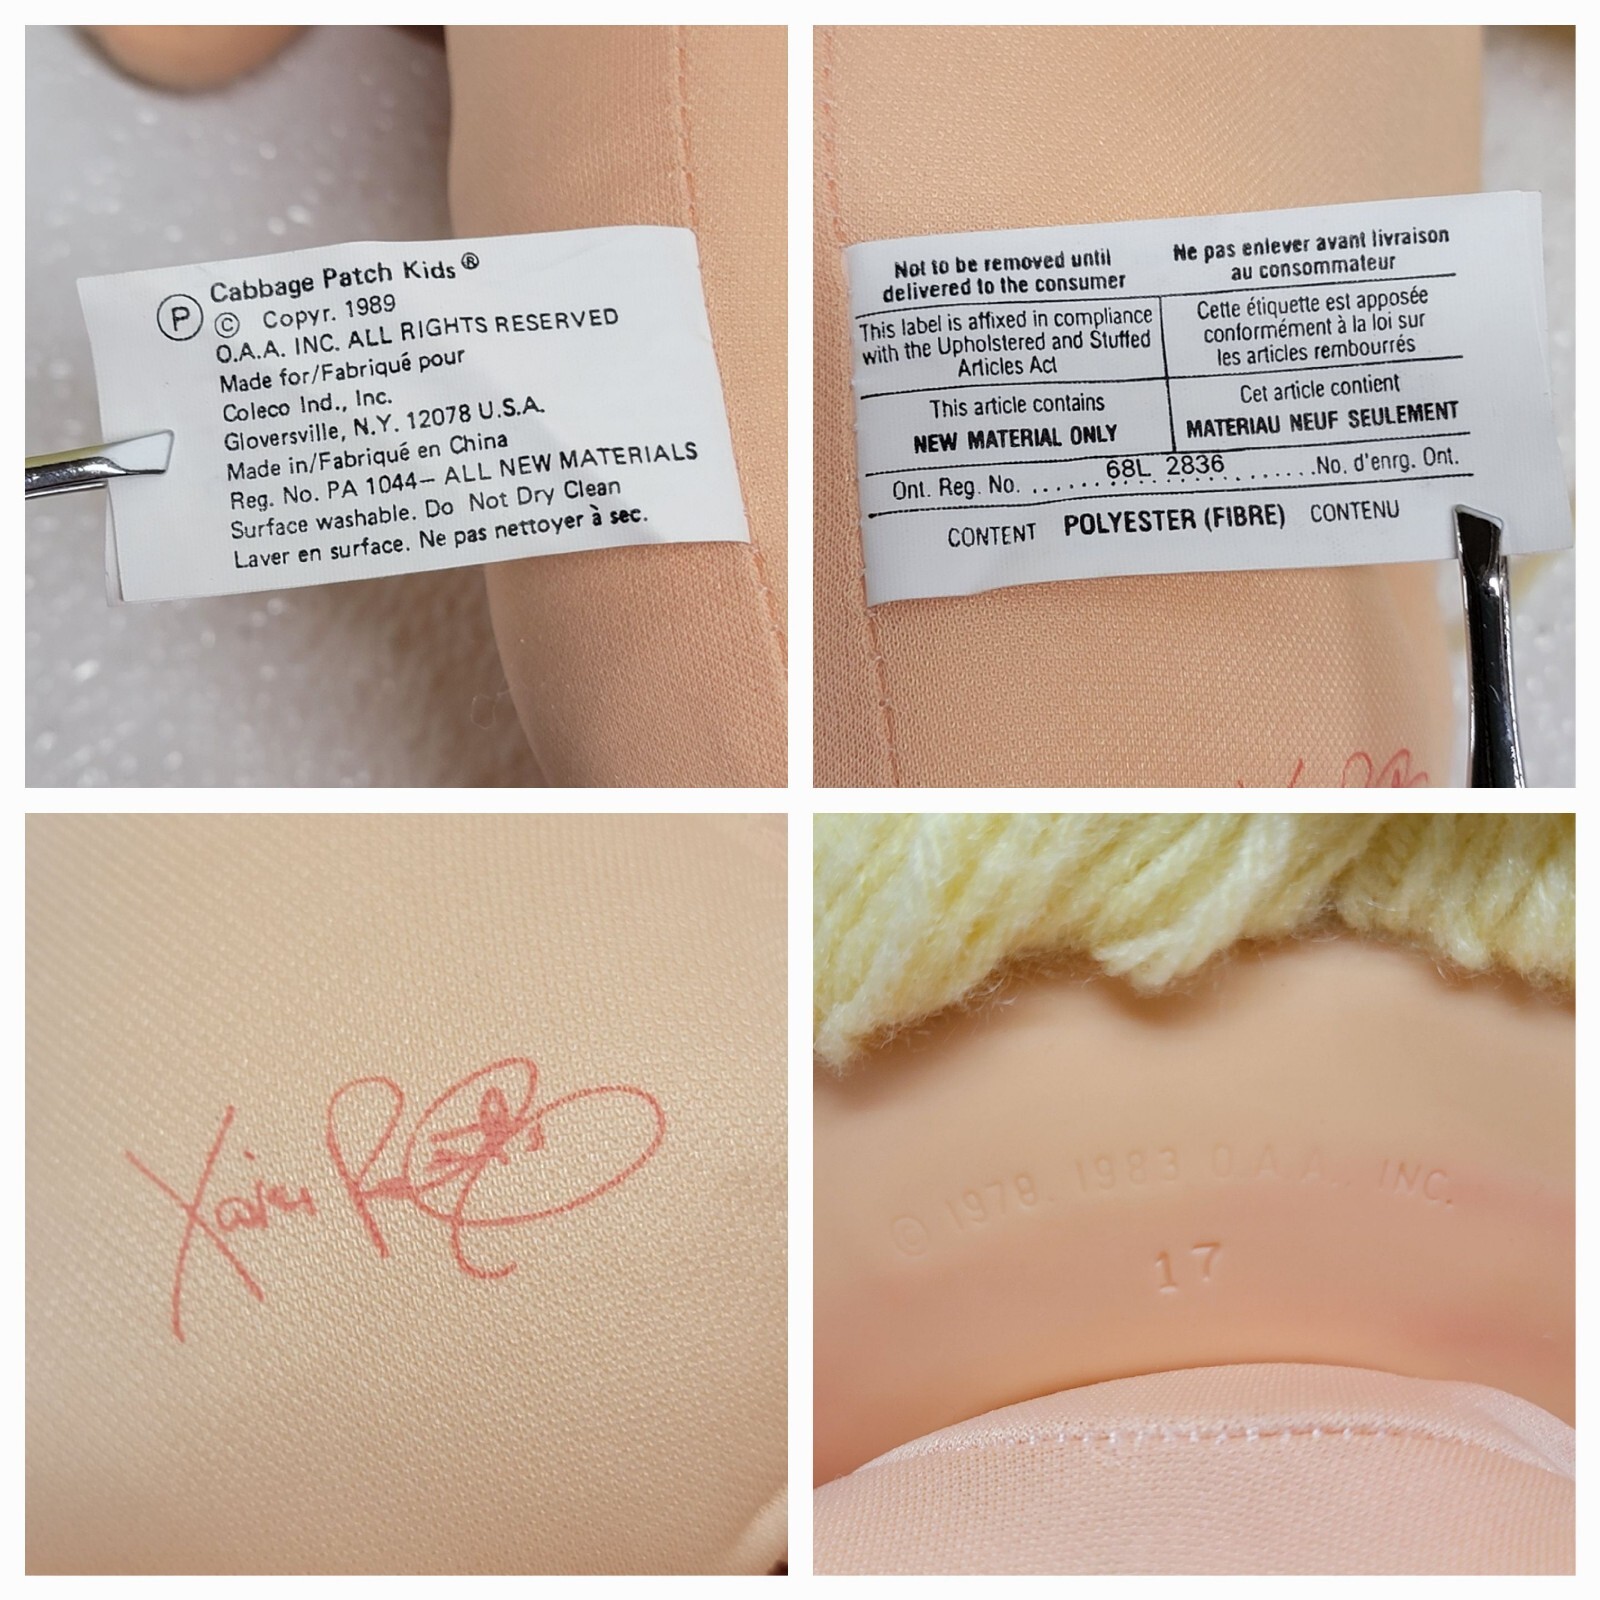 Cabbage Patch Kids®
Ⓟ © Copyr. 1989
O.A.A. INC. ALL RIGHTS RESERVED
Made for/Fabriqué pour
Coleco Ind., Inc.
Gloversville, N.Y. 12078 U.S.A.
Made in/Fabriqué en China
Reg. No. PA 1044– ALL NEW MATERIALS
Surface washable. Do Not Dry Clean
Laver en surface. Ne pas nettoyer à sec.
Not to be removed until
delivered to the consumer
Ne pas enlever avant livraison
au consommateur
This label is affixed in compliance
with the Upholstered and Stuffed
Articles Act
Cette étiquette est apposée
conformément à la loi sur
les articles rembourrés
This article contains
NEW MATERIAL ONLY
Cet article contient
MATERIAU NEUF SEULEMENT
Ont. Reg. No. ...... 68L 2836 .......No. d'enrg. Ont.
CONTENT POLYESTER (FIBRE) CONTENU
Xavier
© 1978. 1983 O.A.A., INC.
17